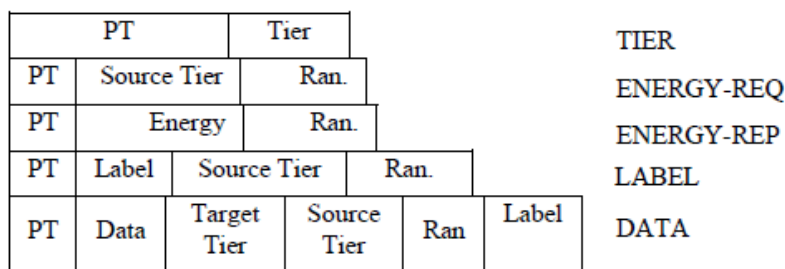 PT Tier TIER
PT Source Tier Ran. ENERGY-REQ
PT Energy Ran. ENERGY-REP
PT Label Source Tier Ran. LABEL
PT Data Target Tier Source Tier Ran Label DATA